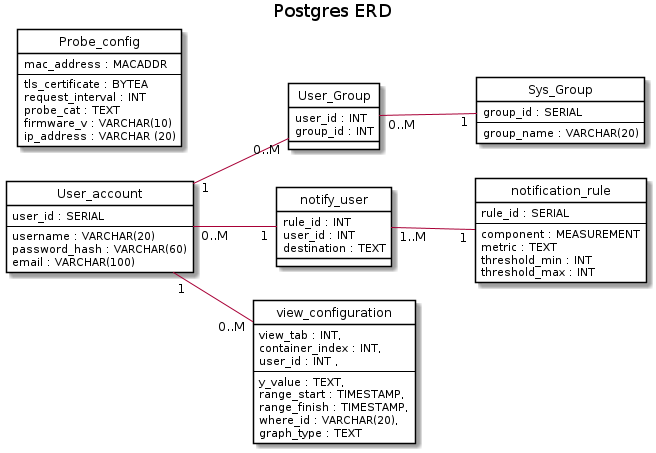 Postgres ERD
Probe_config
mac_address : MACADDR
tls_certificate : BYTEA
request_interval : INT
probe_cat : TEXT
firmware_v : VARCHAR(10)
ip_address : VARCHAR (20)
User_Group
user_id : INT
group_id : INT
0..M
1
Sys_Group
group_id : SERIAL
group_name : VARCHAR(20)
0..M
1
User_account
user_id : SERIAL
username : VARCHAR(20)
password_hash : VARCHAR(60)
email : VARCHAR(100)
0..M
1
notify_user
rule_id : INT
user_id : INT
destination : TEXT
1..M
1
notification_rule
rule_id : SERIAL
component : MEASUREMENT
metric : TEXT
threshold_min : INT
threshold_max : INT
1
0..M
view_configuration
view_tab : INT,
container_index : INT,
user_id : INT ,
y_value : TEXT,
range_start : TIMESTAMP,
range_finish : TIMESTAMP,
where_id : VARCHAR(20),
graph_type : TEXT